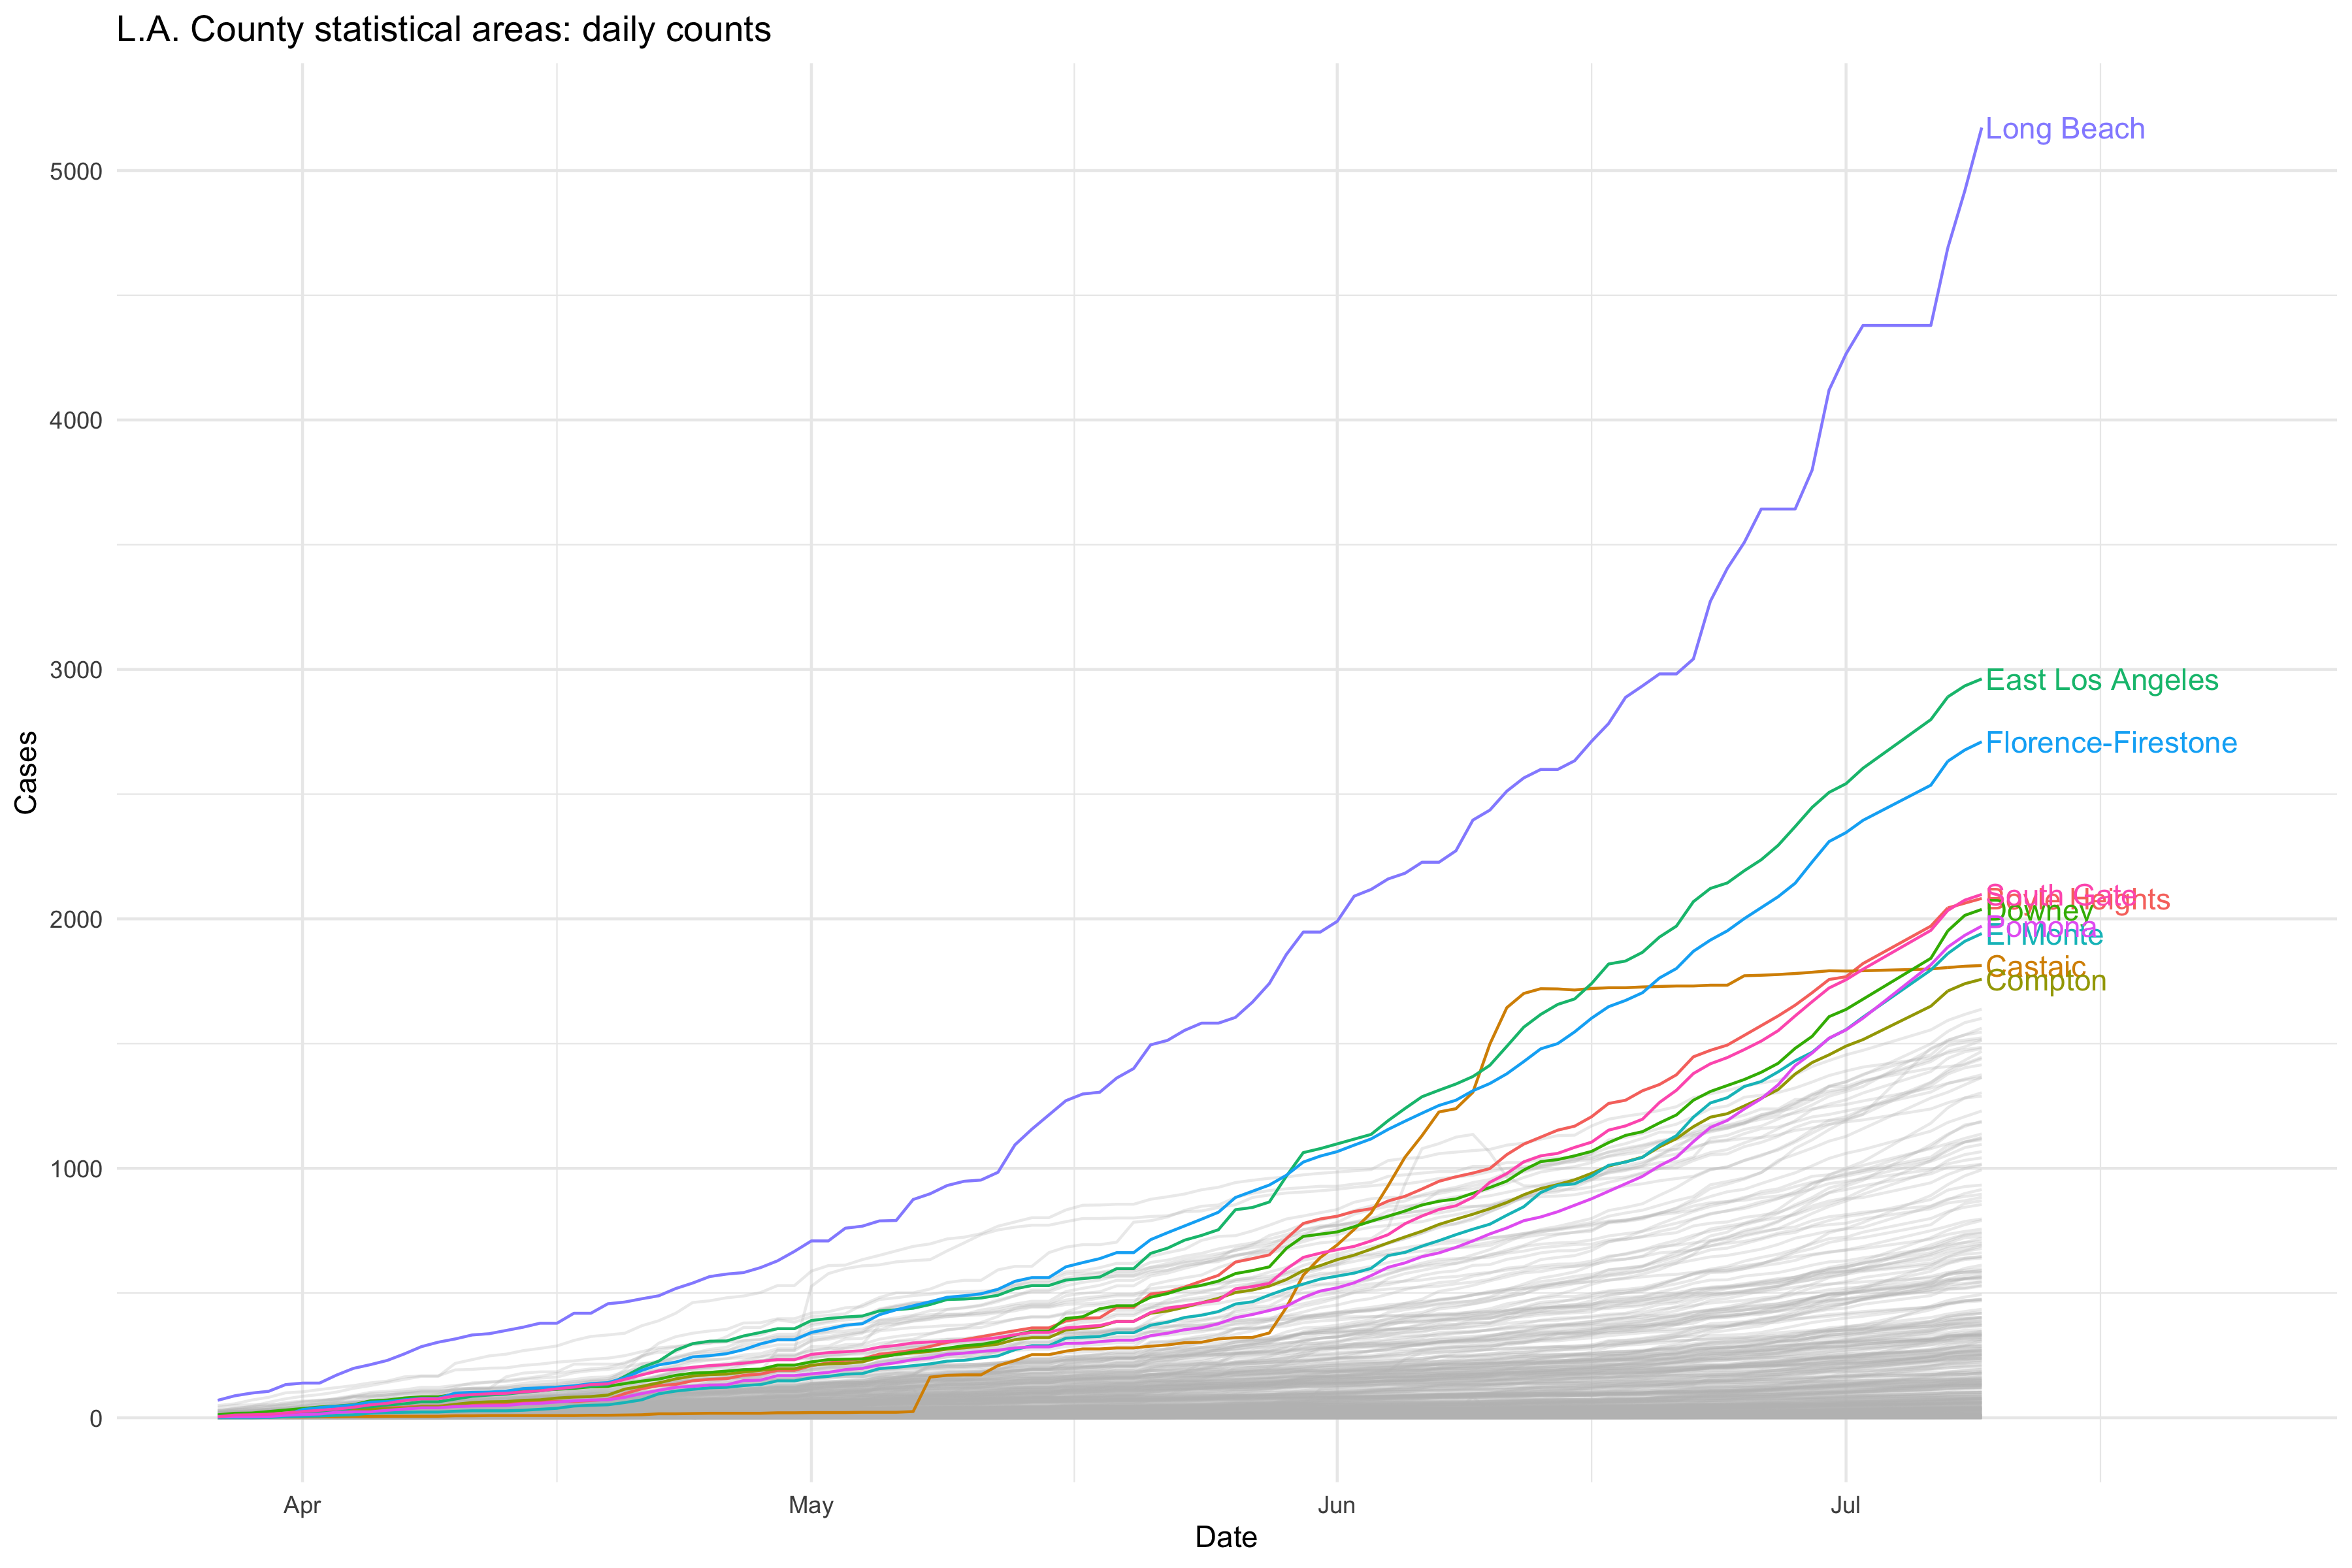 L.A. County statistical areas: daily counts
Long Beach
5000
4000
3000
East Los Angeles
Florence-Firestone
South Gate
Boyle Heights
2000
Downey
Pomona
El Monte
Castaic
Compton
1000
0
Cases
Apr May Jun Jul
Date